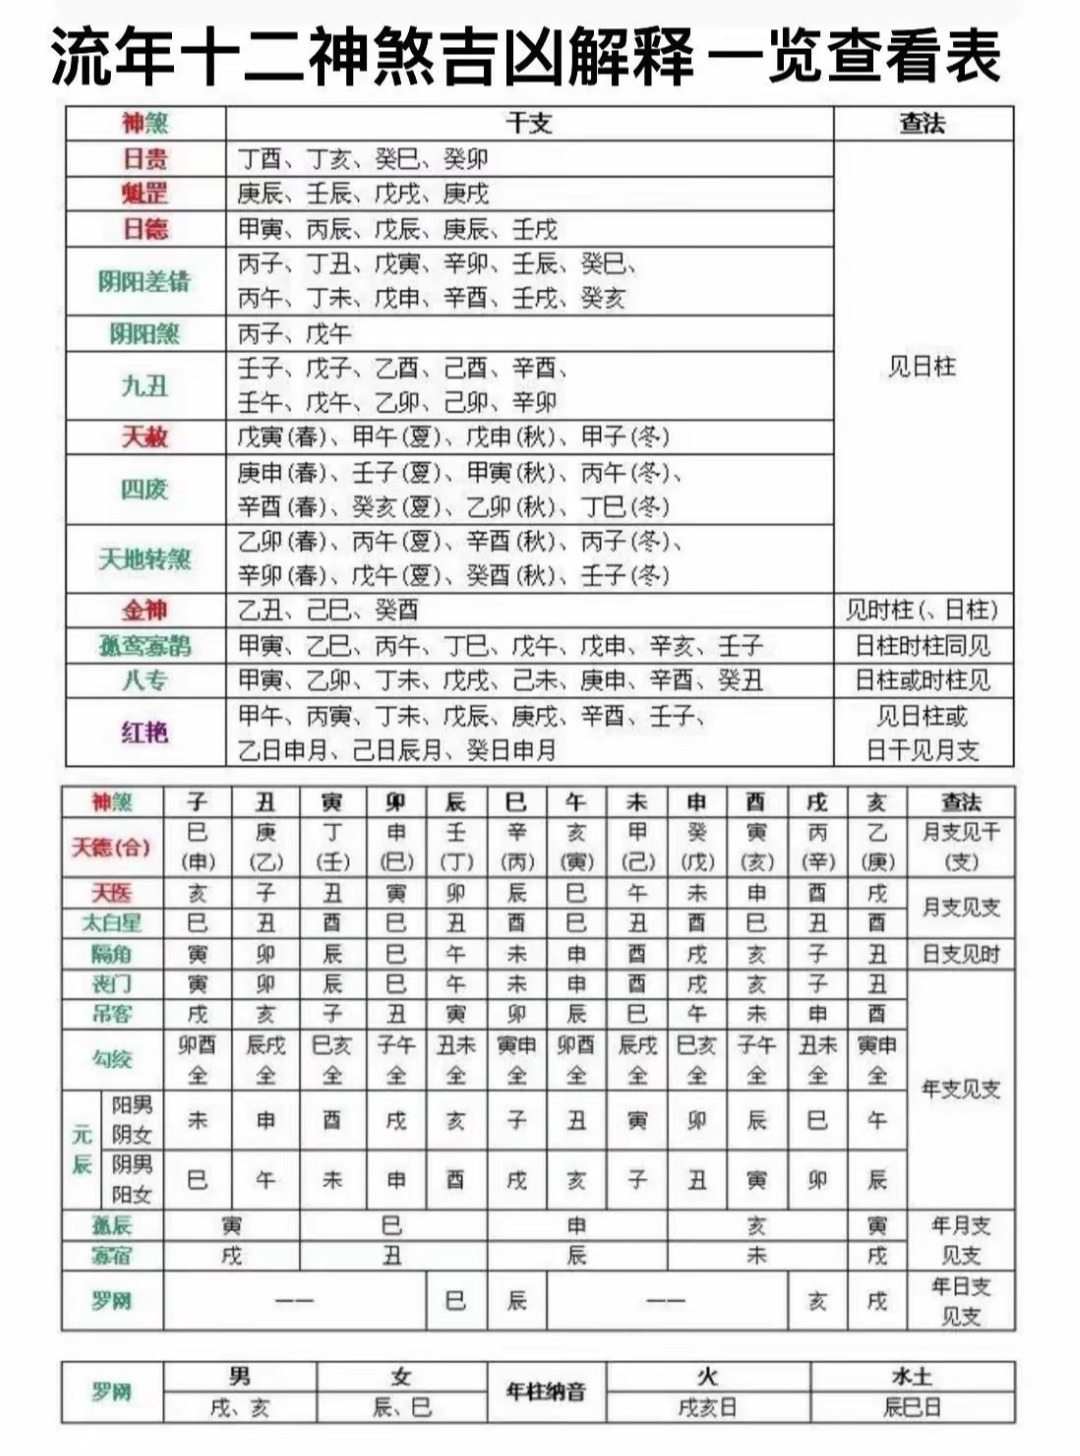 流年十二神煞吉凶解释一览查看表
神煞 干支 查法
日贵 丁酉、丁亥、癸巳、癸卯
魁罡 庚辰、壬辰、戊戌、庚戌
日德 甲寅、丙辰、戊辰、庚辰、壬戌
阴阳差错 丙子、丁丑、戊寅、辛卯、壬辰、癸巳、
丙午、丁未、戊申、辛酉、壬戌、癸亥
阴阳煞 丙子、戊午
见日柱
九丑 壬子、戊子、乙酉、己酉、辛酉、
壬午、戊午、乙卯、己卯、辛卯
天赦 戊寅(春)、甲午(夏)、戊申(秋)、甲子(冬)
四废 庚申(春)、壬子(夏)、甲寅(秋)、丙午(冬)、
辛酉(春)、癸亥(夏)、乙卯(秋)、丁巳(冬)
天地转煞 乙卯(春)、丙午(夏)、辛酉(秋)、丙子(冬)、
辛卯(春)、戊午(夏)、癸酉(秋)、壬子(冬)
金神 乙丑、己巳、癸酉 见时柱(、日柱)
孤鸾寡鹄 甲寅、乙巳、丙午、丁巳、戊午、戊申、辛亥、壬子 日柱时柱同见
八专 甲寅、乙卯、丁未、戊戌、己未、庚申、辛酉、癸丑 日柱或时柱见
红艳 甲午、丙寅、丁未、戊辰、庚戌、辛酉、壬子、 见日柱或
乙日申月、己日辰月、癸日申月 日干见月支
神煞 子 丑 寅 卯 辰 巳 午 未 申 酉 戌 亥 查法
天德(合) 巳 庚 丁 申 壬 辛 亥 甲 癸 寅 丙 乙 月支见干
(申) (乙) (壬) (巳) (丁) (丙) (寅) (己) (戊) (亥) (辛) (庚) (支)
天医 亥 子 丑 寅 卯 辰 巳 午 未 申 酉 戌 月支见支
太白星 巳 丑 酉 巳 丑 酉 巳 丑 酉 巳 丑 酉
隔角 寅 卯 辰 巳 午 未 申 酉 戌 亥 子 丑 日支见时
丧门 寅 卯 辰 巳 午 未 申 酉 戌 亥 子 丑
吊客 戌 亥 子 丑 寅 卯 辰 巳 午 未 申 酉
勾绞 卯酉 辰戌 巳亥 子午 丑未 寅申 卯酉 辰戌 巳亥 子午 丑未 寅申
全 全 全 全 全 全 全 全 全 全 全 全
年支见支
元辰 阳男
阴女 未 申 酉 戌 亥 子 丑 寅 卯 辰 巳 午
阴男
阳女 巳 午 未 申 酉 戌 亥 子 丑 寅 卯 辰
孤辰 寅 巳 申 亥 寅 年月支
寡宿 戌 丑 辰 未 戌 见支
罗网 —— 巳 辰 —— 亥 戌 年日支
见支
罗网 男 女 年柱纳音 火 水土
戌、亥 辰、巳 戌亥日 辰巳日